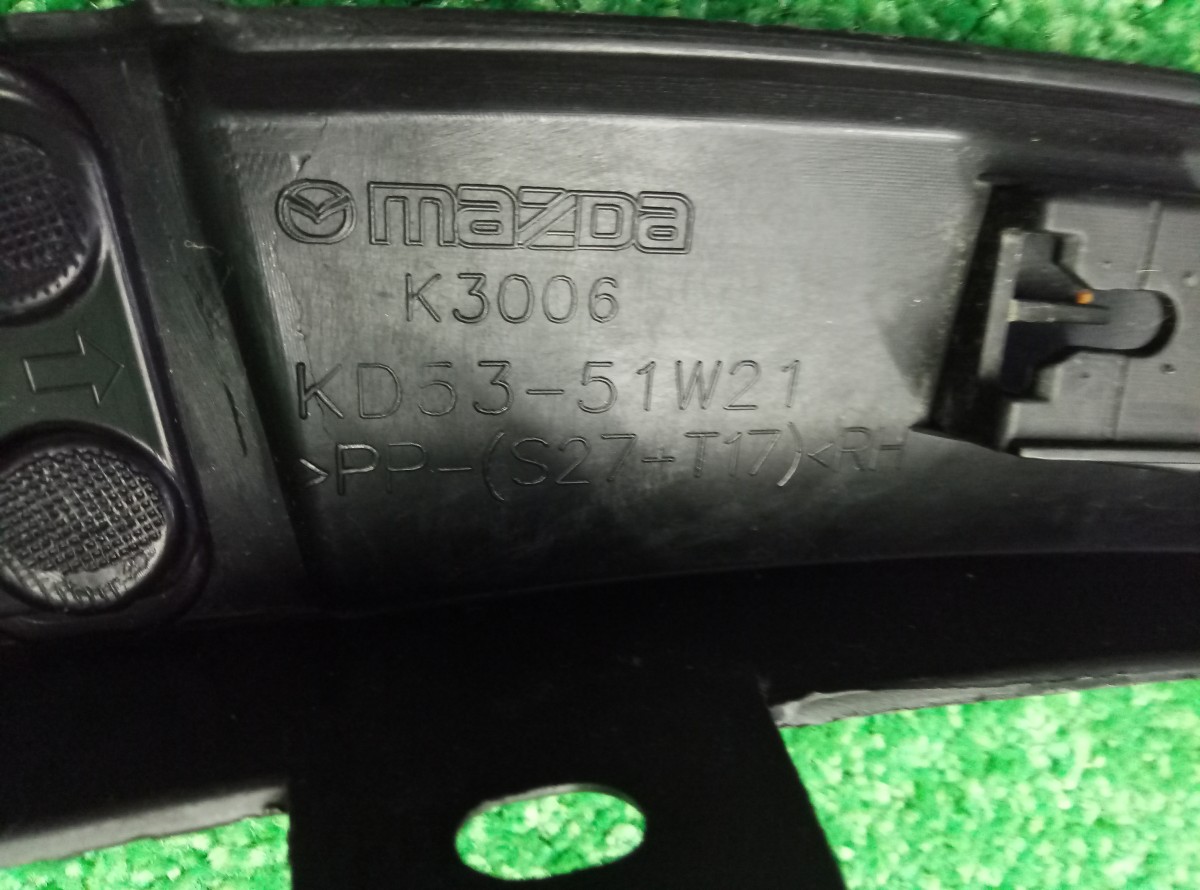 mazda
K3006
KD53-51W21
>PP-(S27+T17)<RH